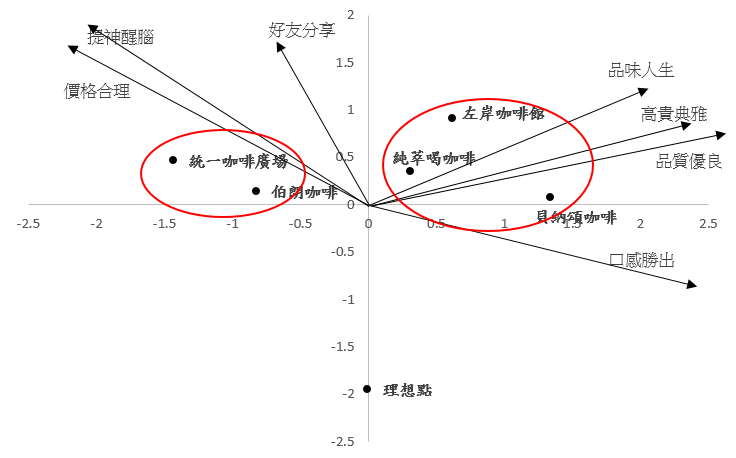 2
提神醒腦
好友分享
1.5
品味人生
價格合理
1
左岸咖啡館
高貴典雅
0.5
純萃喝咖啡
品質優良
統一咖啡廣場
伯朗咖啡
0
貝納頌咖啡
-2.5
-2
-1.5
-1
-0.5
0
0.5
1
1.5
2
2.5
-0.5
口感勝出
-1
-1.5
-2
理想點
-2.5